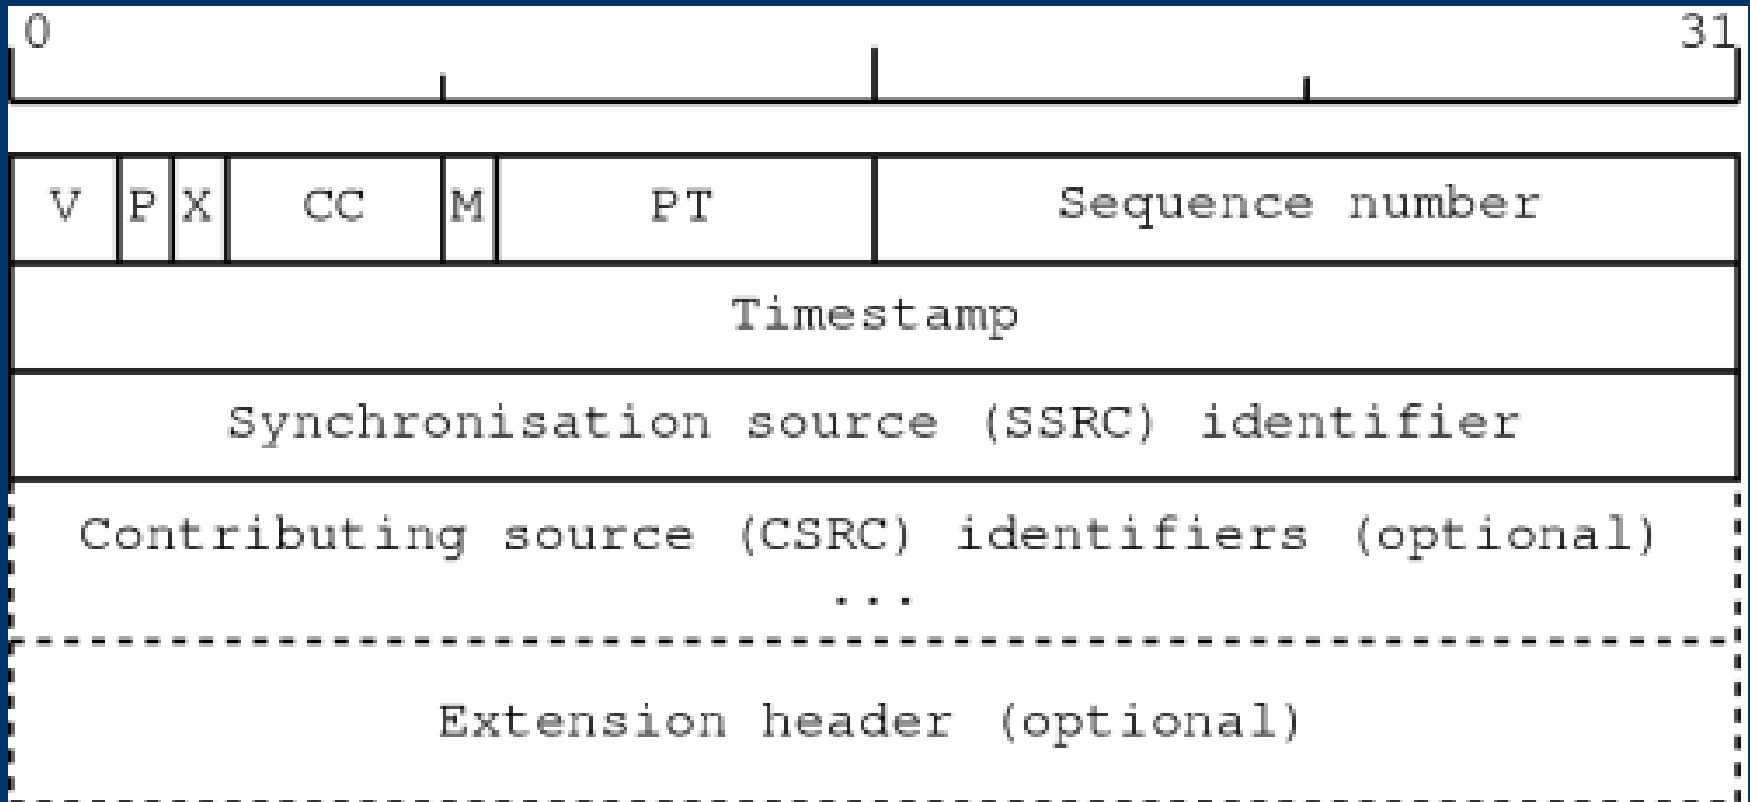 0 31
V P X CC M PT Sequence number
Timestamp
Synchronisation source (SSRC) identifier
Contributing source (CSRC) identifiers (optional)
...
Extension header (optional)